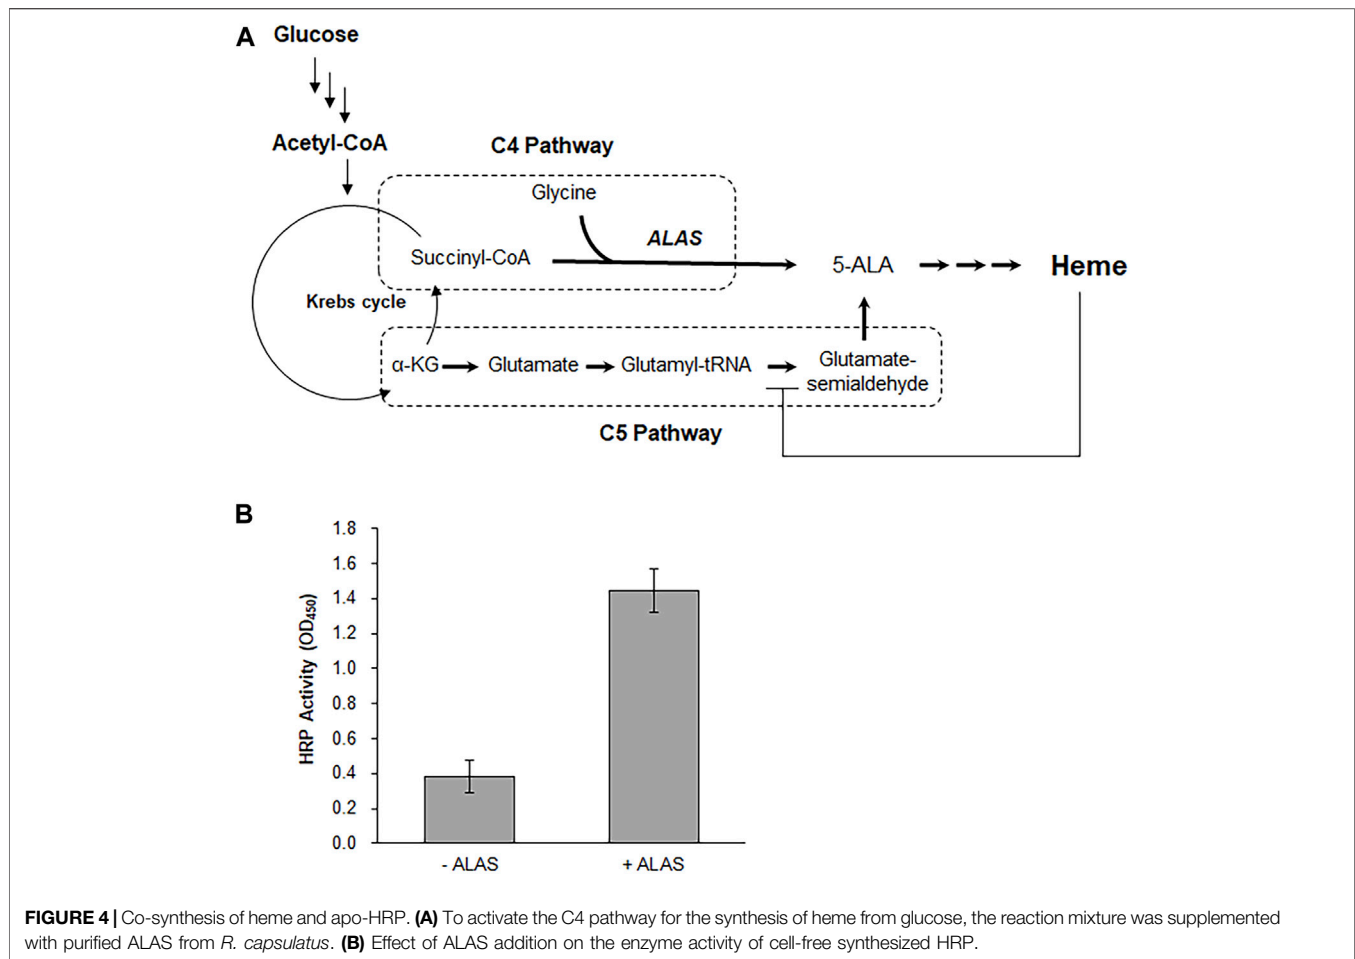 A
Glucose
Acetyl-CoA
C4 Pathway
Glycine
ALAS
Succinyl-CoA
5-ALA
Heme
Krebs cycle
α-KG
Glutamate
Glutamyl-tRNA
Glutamate-
semialdehyde
C5 Pathway
B
HRP Activity (OD450)
1.8
1.6
1.4
1.2
1.0
0.8
0.6
0.4
0.2
0.0
- ALAS
+ ALAS
FIGURE 4 | Co-synthesis of heme and apo-HRP. (A) To activate the C4 pathway for the synthesis of heme from glucose, the reaction mixture was supplemented
with purified ALAS from R. capsulatus. (B) Effect of ALAS addition on the enzyme activity of cell-free synthesized HRP.